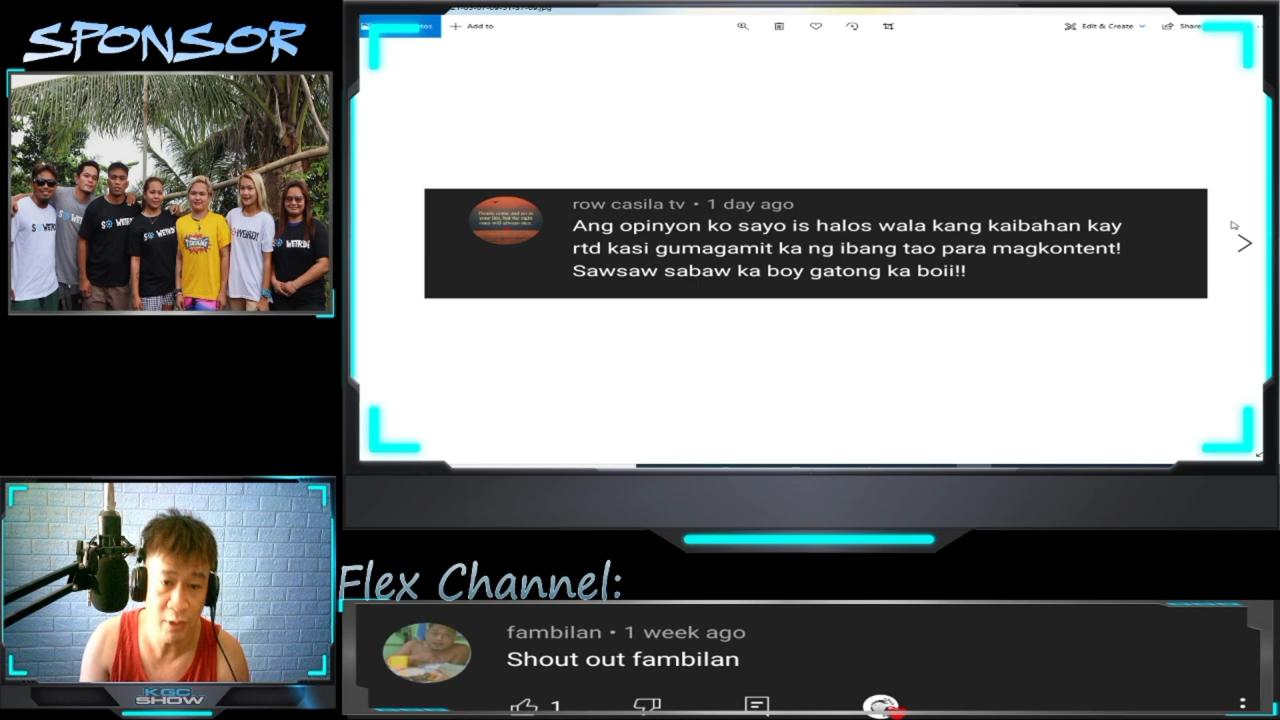 SPONSOR
Add to
Edit & Create
Share
row casila tv • 1 day ago
Ang opinyon ko sayo is halos wala kang kaibahan kay
rtd kasi gumagamit ka ng ibang tao para magkontent!
Sawsaw sabaw ka boy gatong ka boii!!
KGC
SHOW
Flex Channel:
fambilan • 1 week ago
Shout out fambilan
1